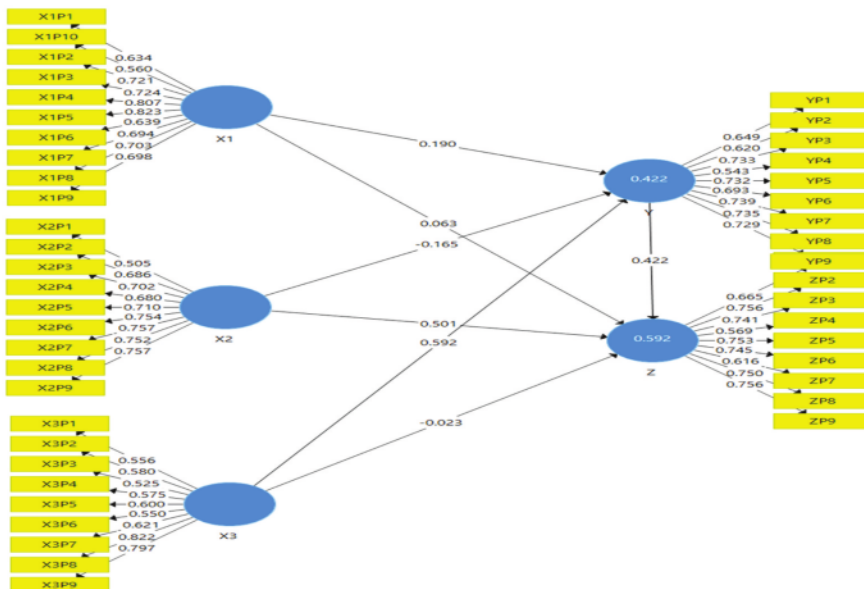 X1P1
X1P10
X1P2
X1P3
X1P4
X1P5
X1P6
X1P7
X1P8
X1P9
0.634
0.560
0.721
0.724
0.807
0.823
0.639
0.694
0.703
0.698
X1
X2P1
X2P2
X2P3
X2P4
X2P5
X2P6
X2P7
X2P8
X2P9
0.505
0.686
0.702
0.680
0.710
0.754
0.757
0.752
0.757
X2
X3P1
X3P2
X3P3
X3P4
X3P5
X3P6
X3P7
X3P8
X3P9
0.556
0.580
0.525
0.575
0.600
0.550
0.621
0.822
0.797
X3
0.190
0.063
-0.165
0.501
0.592
-0.023
0.422
Y
0.422
0.592
Z
0.649
0.620
0.733
0.543
0.732
0.693
0.739
0.735
0.729
YP1
YP2
YP3
YP4
YP5
YP6
YP7
YP8
YP9
0.665
0.756
0.741
0.569
0.753
0.745
0.616
0.750
0.756
ZP2
ZP3
ZP4
ZP5
ZP6
ZP7
ZP8
ZP9